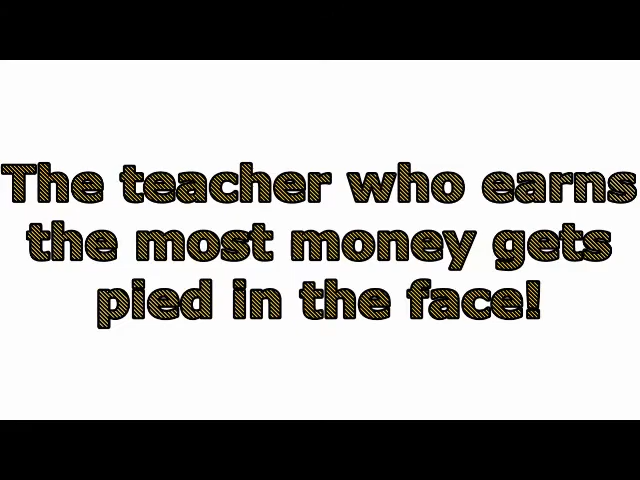 The teacher who earns
the most money gets
pied in the face!